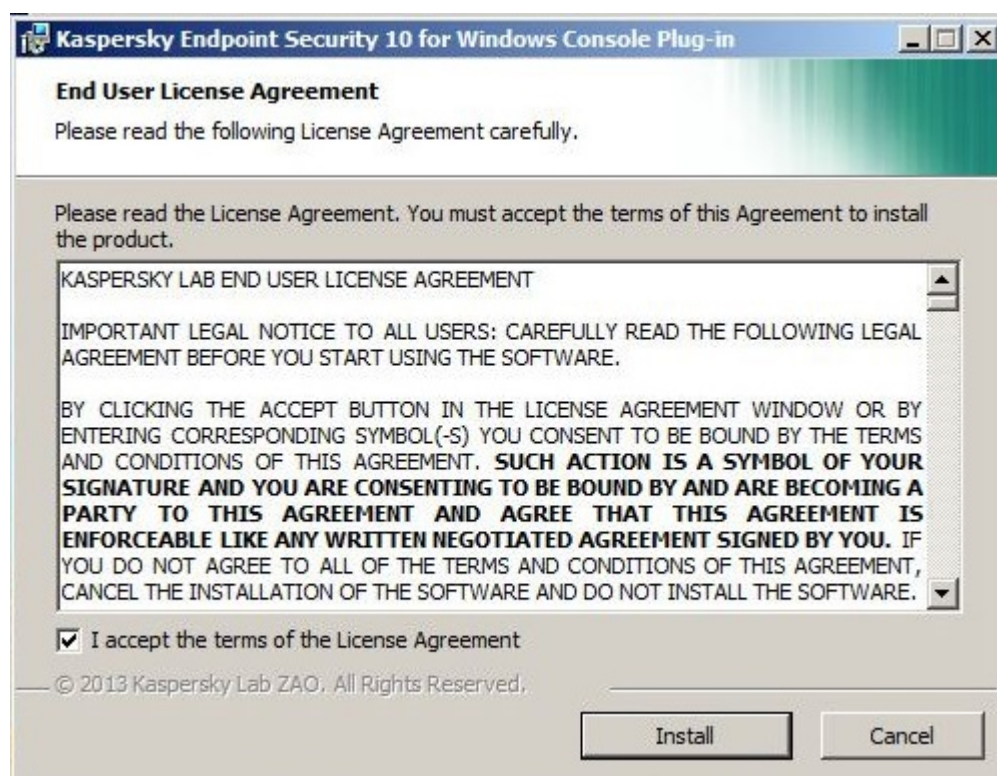 Kaspersky Endpoint Security 10 for Windows Console Plug-in
End User License Agreement
Please read the following License Agreement carefully.
Please read the License Agreement. You must accept the terms of this Agreement to install
the product.
KASPERSKY LAB END USER LICENSE AGREEMENT
IMPORTANT LEGAL NOTICE TO ALL USERS: CAREFULLY READ THE FOLLOWING LEGAL
AGREEMENT BEFORE YOU START USING THE SOFTWARE.
BY CLICKING THE ACCEPT BUTTON IN THE LICENSE AGREEMENT WINDOW OR BY
ENTERING CORRESPONDING SYMBOL(-S) YOU CONSENT TO BE BOUND BY THE TERMS
AND CONDITIONS OF THIS AGREEMENT. SUCH ACTION IS A SYMBOL OF YOUR
SIGNATURE AND YOU ARE CONSENTING TO BE BOUND BY AND ARE BECOMING A
PARTY TO THIS AGREEMENT AND AGREE THAT THIS AGREEMENT IS
ENFORCEABLE LIKE ANY WRITTEN NEGOTIATED AGREEMENT SIGNED BY YOU. IF
YOU DO NOT AGREE TO ALL OF THE TERMS AND CONDITIONS OF THIS AGREEMENT,
CANCEL THE INSTALLATION OF THE SOFTWARE AND DO NOT INSTALL THE SOFTWARE.
I accept the terms of the License Agreement
© 2013 Kaspersky Lab ZAO. All Rights Reserved.
Install
Cancel